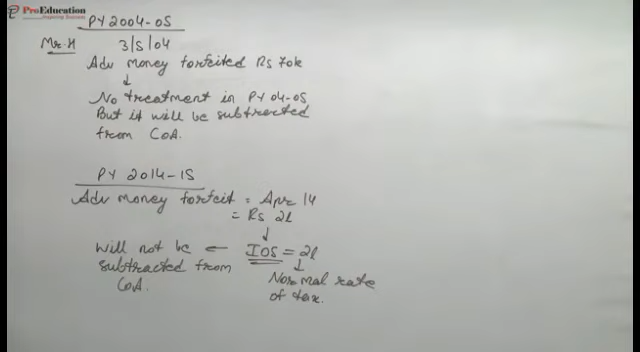 ProEducation
Inspiring Success
PY 2004-05
Mr. H
3/5/04
Adv money forfeited Rs 70k
↓
No treatment in PY 04-05
But it will be subtracted
from CoA.
PY 2014-15
Adv money forfeit = Apr 14
= Rs 2l
↓
Will not be ← IOS = 2l
subtracted from
CoA.
↓
Normal rate
of tax.